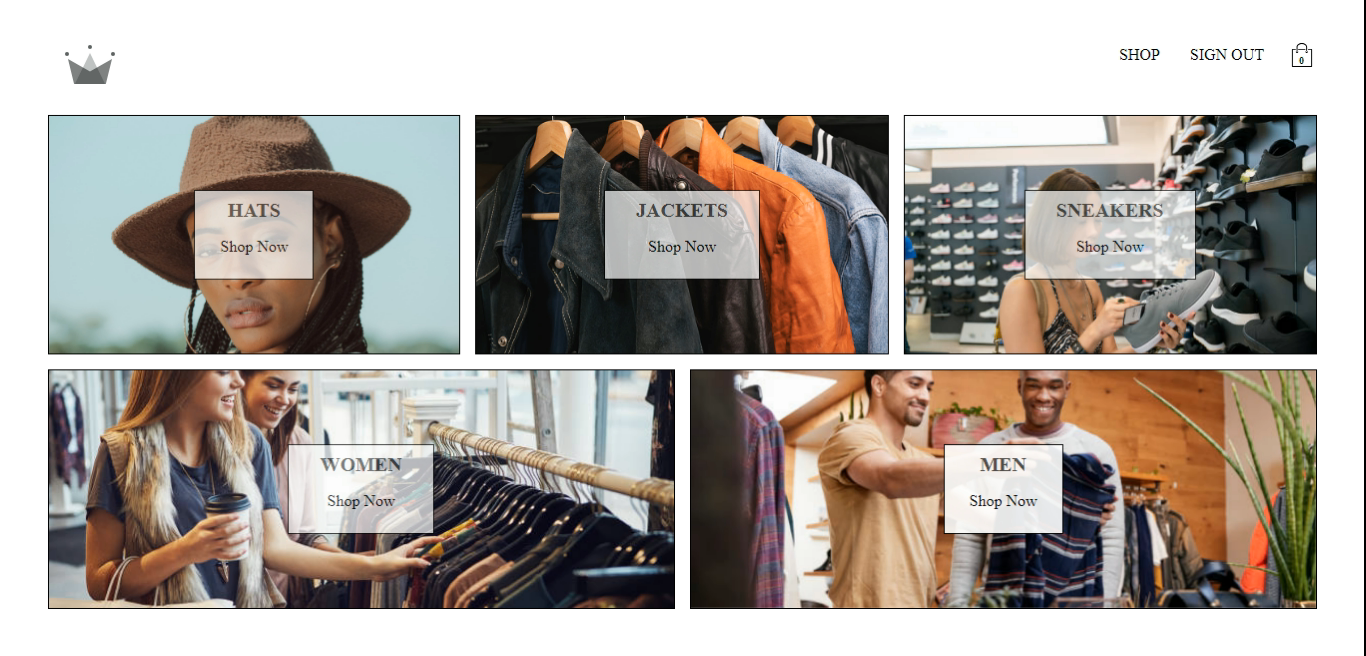 SHOP
SIGN OUT
0
HATS
Shop Now
JACKETS
Shop Now
SNEAKERS
Shop Now
WOMEN
Shop Now
MEN
Shop Now